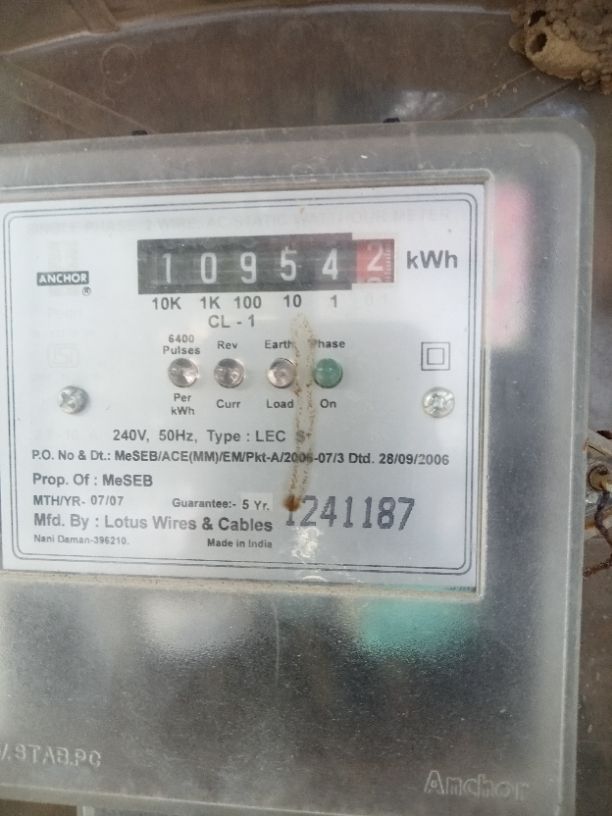 ANCHOR
®
1 0 9 5 4 2 kWh
10K 1K 100 10 1 0.1
CL - 1
6400 Pulses Rev Earth Phase
Per kWh Curr Load On
240V, 50Hz, Type : LEC
P.O. No & Dt.: MeSEB/ACE(MM)/EM/Pkt-A/2006-07/3 Dtd. 28/09/2006
Prop. Of : MeSEB
MTH/YR- 07/07 Guarantee:- 5 Yr. 1241187
Mfd. By : Lotus Wires & Cables
Nani Daman-396210. Made in India
Anchor